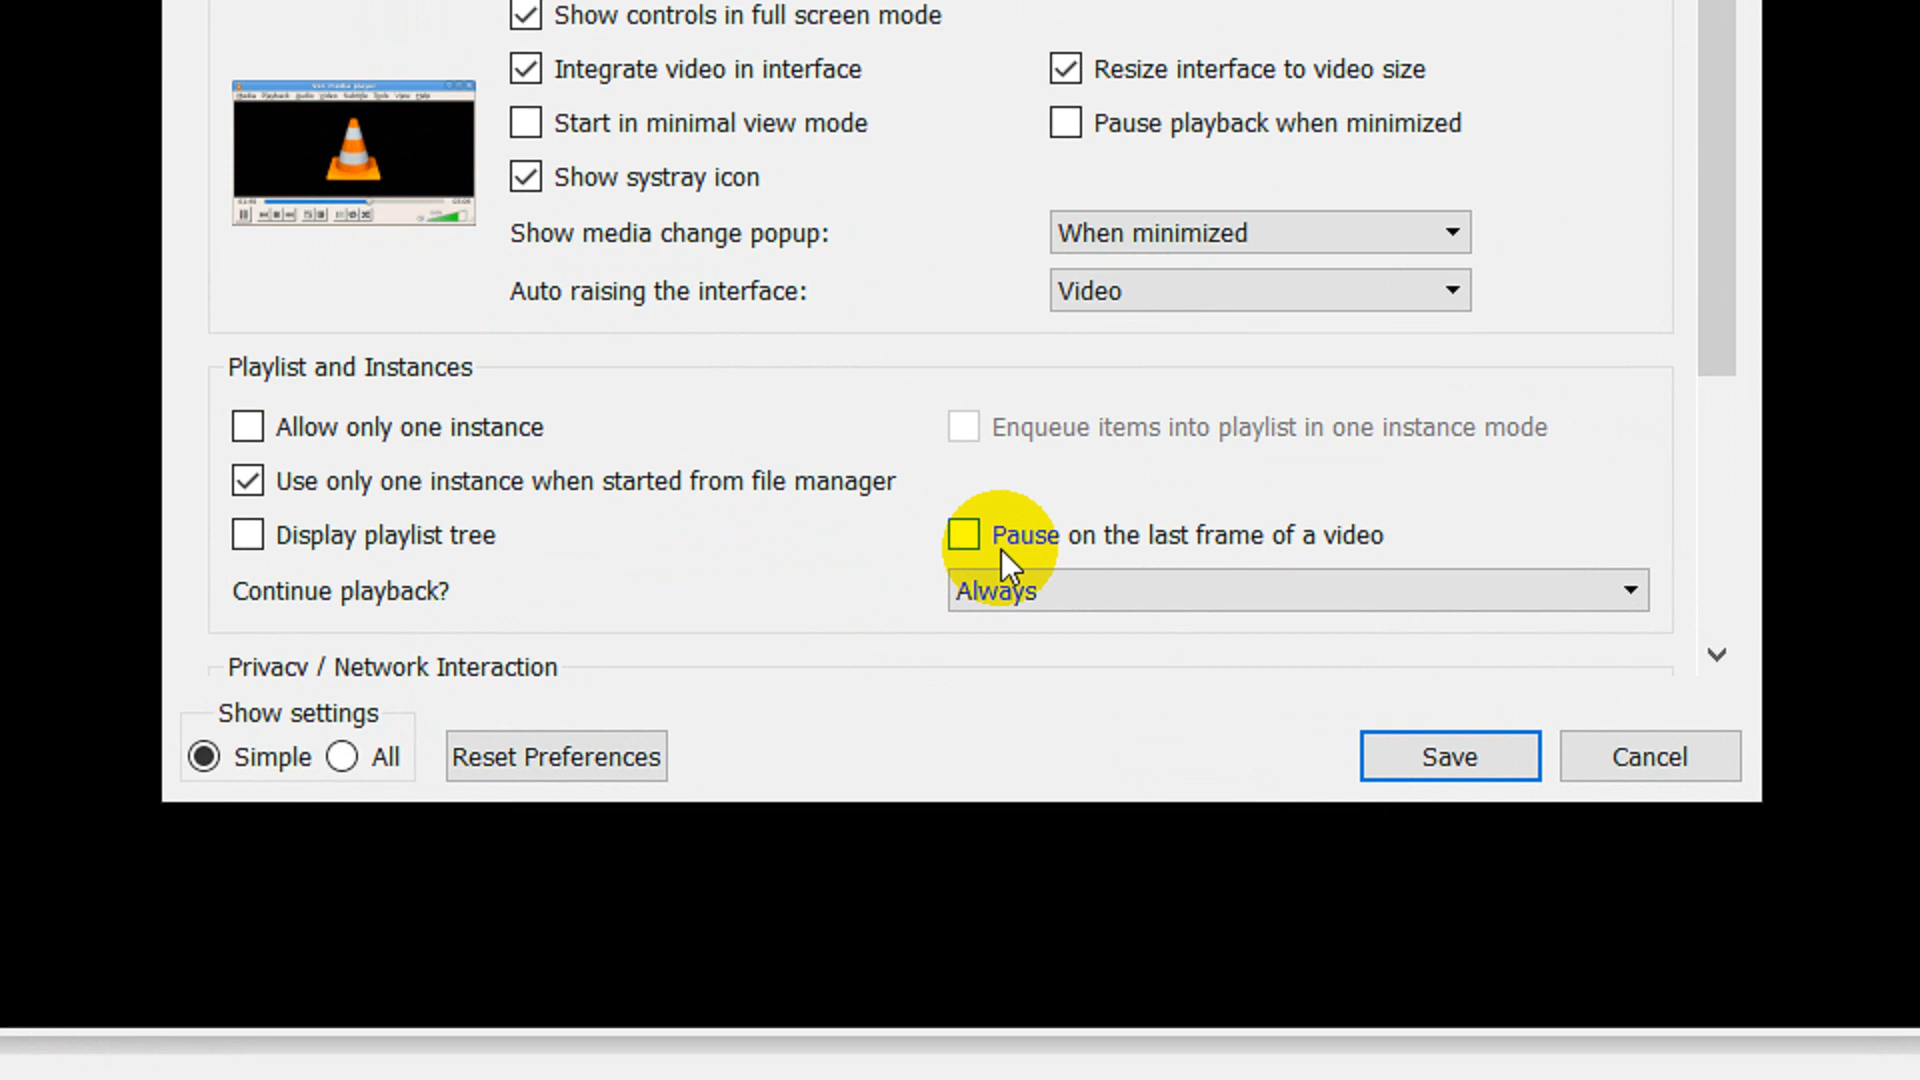 Show controls in full screen mode
Integrate video in interface
Resize interface to video size
Start in minimal view mode
Pause playback when minimized
Show systray icon
Show media change popup:
When minimized
Auto raising the interface:
Video
Playlist and Instances
Allow only one instance
Enqueue items into playlist in one instance mode
Use only one instance when started from file manager
Display playlist tree
Pause on the last frame of a video
Continue playback?
Always
Privacy / Network Interaction
Show settings
Simple
All
Reset Preferences
Save
Cancel